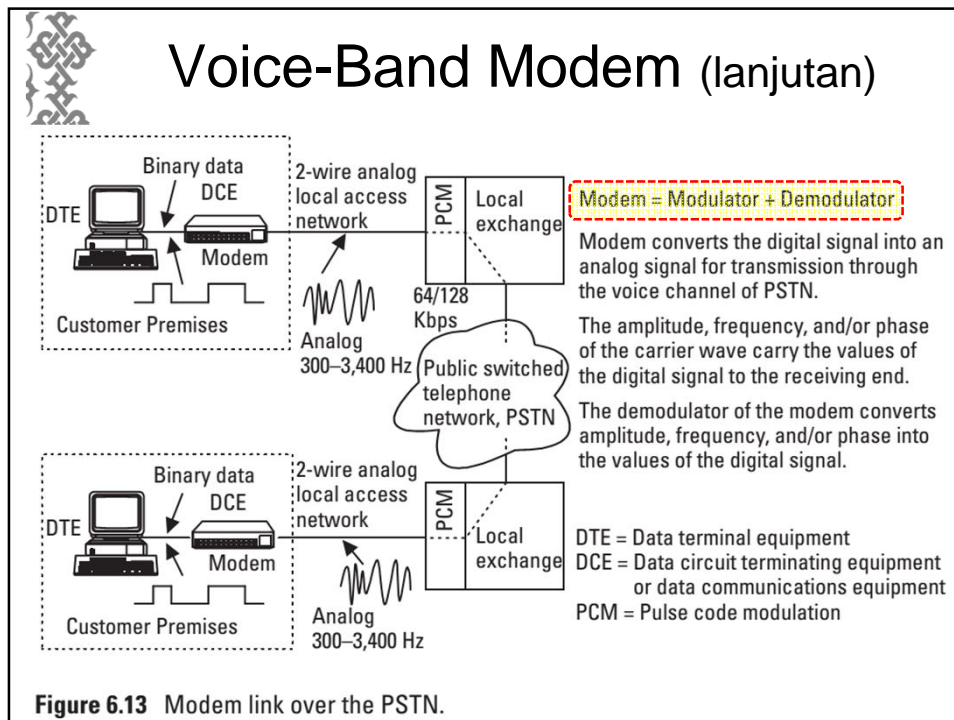 Voice-Band Modem (lanjutan)
Binary data
DCE
DTE
Modem
Customer Premises
2-wire analog
local access
network
Analog
300–3,400 Hz
PCM
Local
exchange
64/128
Kbps
Public switched
telephone
network, PSTN
Binary data
DCE
DTE
Modem
Customer Premises
2-wire analog
local access
network
Analog
300–3,400 Hz
PCM
Local
exchange
Modem = Modulator + Demodulator
Modem converts the digital signal into an
analog signal for transmission through
the voice channel of PSTN.
The amplitude, frequency, and/or phase
of the carrier wave carry the values of
the digital signal to the receiving end.
The demodulator of the modem converts
amplitude, frequency, and/or phase into
the values of the digital signal.
DTE = Data terminal equipment
DCE = Data circuit terminating equipment
or data communications equipment
PCM = Pulse code modulation
Figure 6.13 Modem link over the PSTN.